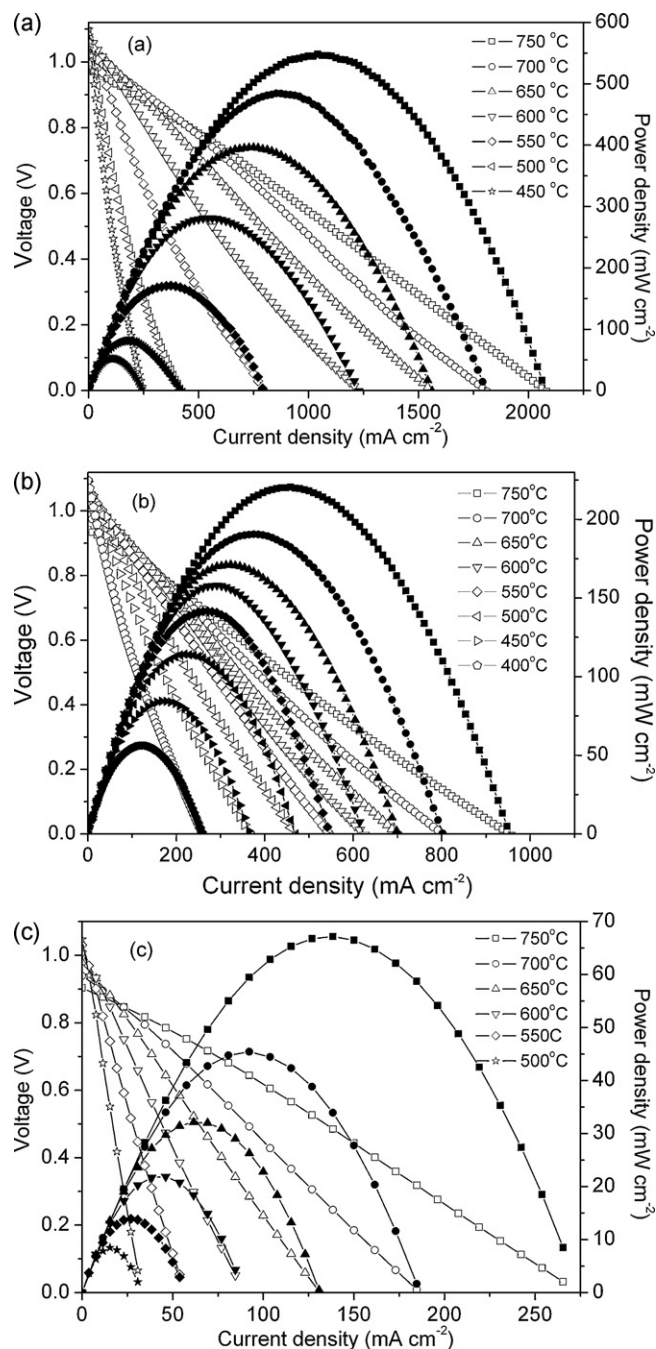 (a)
(a)
750 °C
700 °C
650 °C
600 °C
550 °C
500 °C
450 °C
Voltage (V)
1.0
0.8
0.6
0.4
0.2
0.0
Power density (mW cm-2)
600
500
400
300
200
100
0
0 500 1000 1500 2000
Current density (mA cm-2)
(b)
(b)
750°C
700°C
650°C
600°C
550°C
500°C
450°C
400°C
Voltage (V)
1.0
0.8
0.6
0.4
0.2
0.0
Power density (mW cm-2)
200
150
100
50
0
0 200 400 600 800 1000
Current density (mA cm-2)
(c)
(c)
750°C
700°C
650°C
600°C
550C
500°C
Voltage (V)
1.0
0.8
0.6
0.4
0.2
0.0
Power density (mW cm-2)
70
60
50
40
30
20
10
0
0 50 100 150 200 250
Current density (mA cm-2)